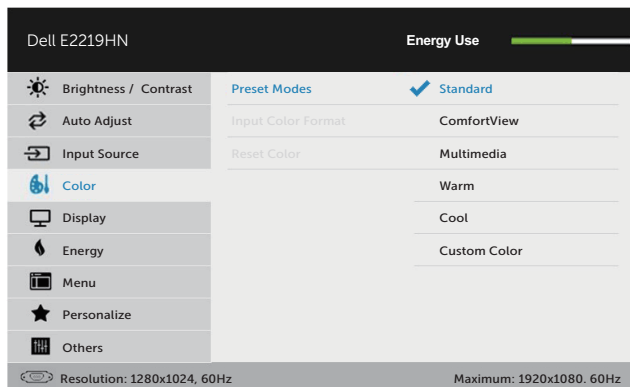 Dell E2219HN
Energy Use
Brightness / Contrast
Auto Adjust
Input Source
Color
Display
Energy
Menu
Personalize
Others
Preset Modes
Input Color Format
Reset Color
Standard
ComfortView
Multimedia
Warm
Cool
Custom Color
Resolution: 1280x1024, 60Hz
Maximum: 1920x1080. 60Hz